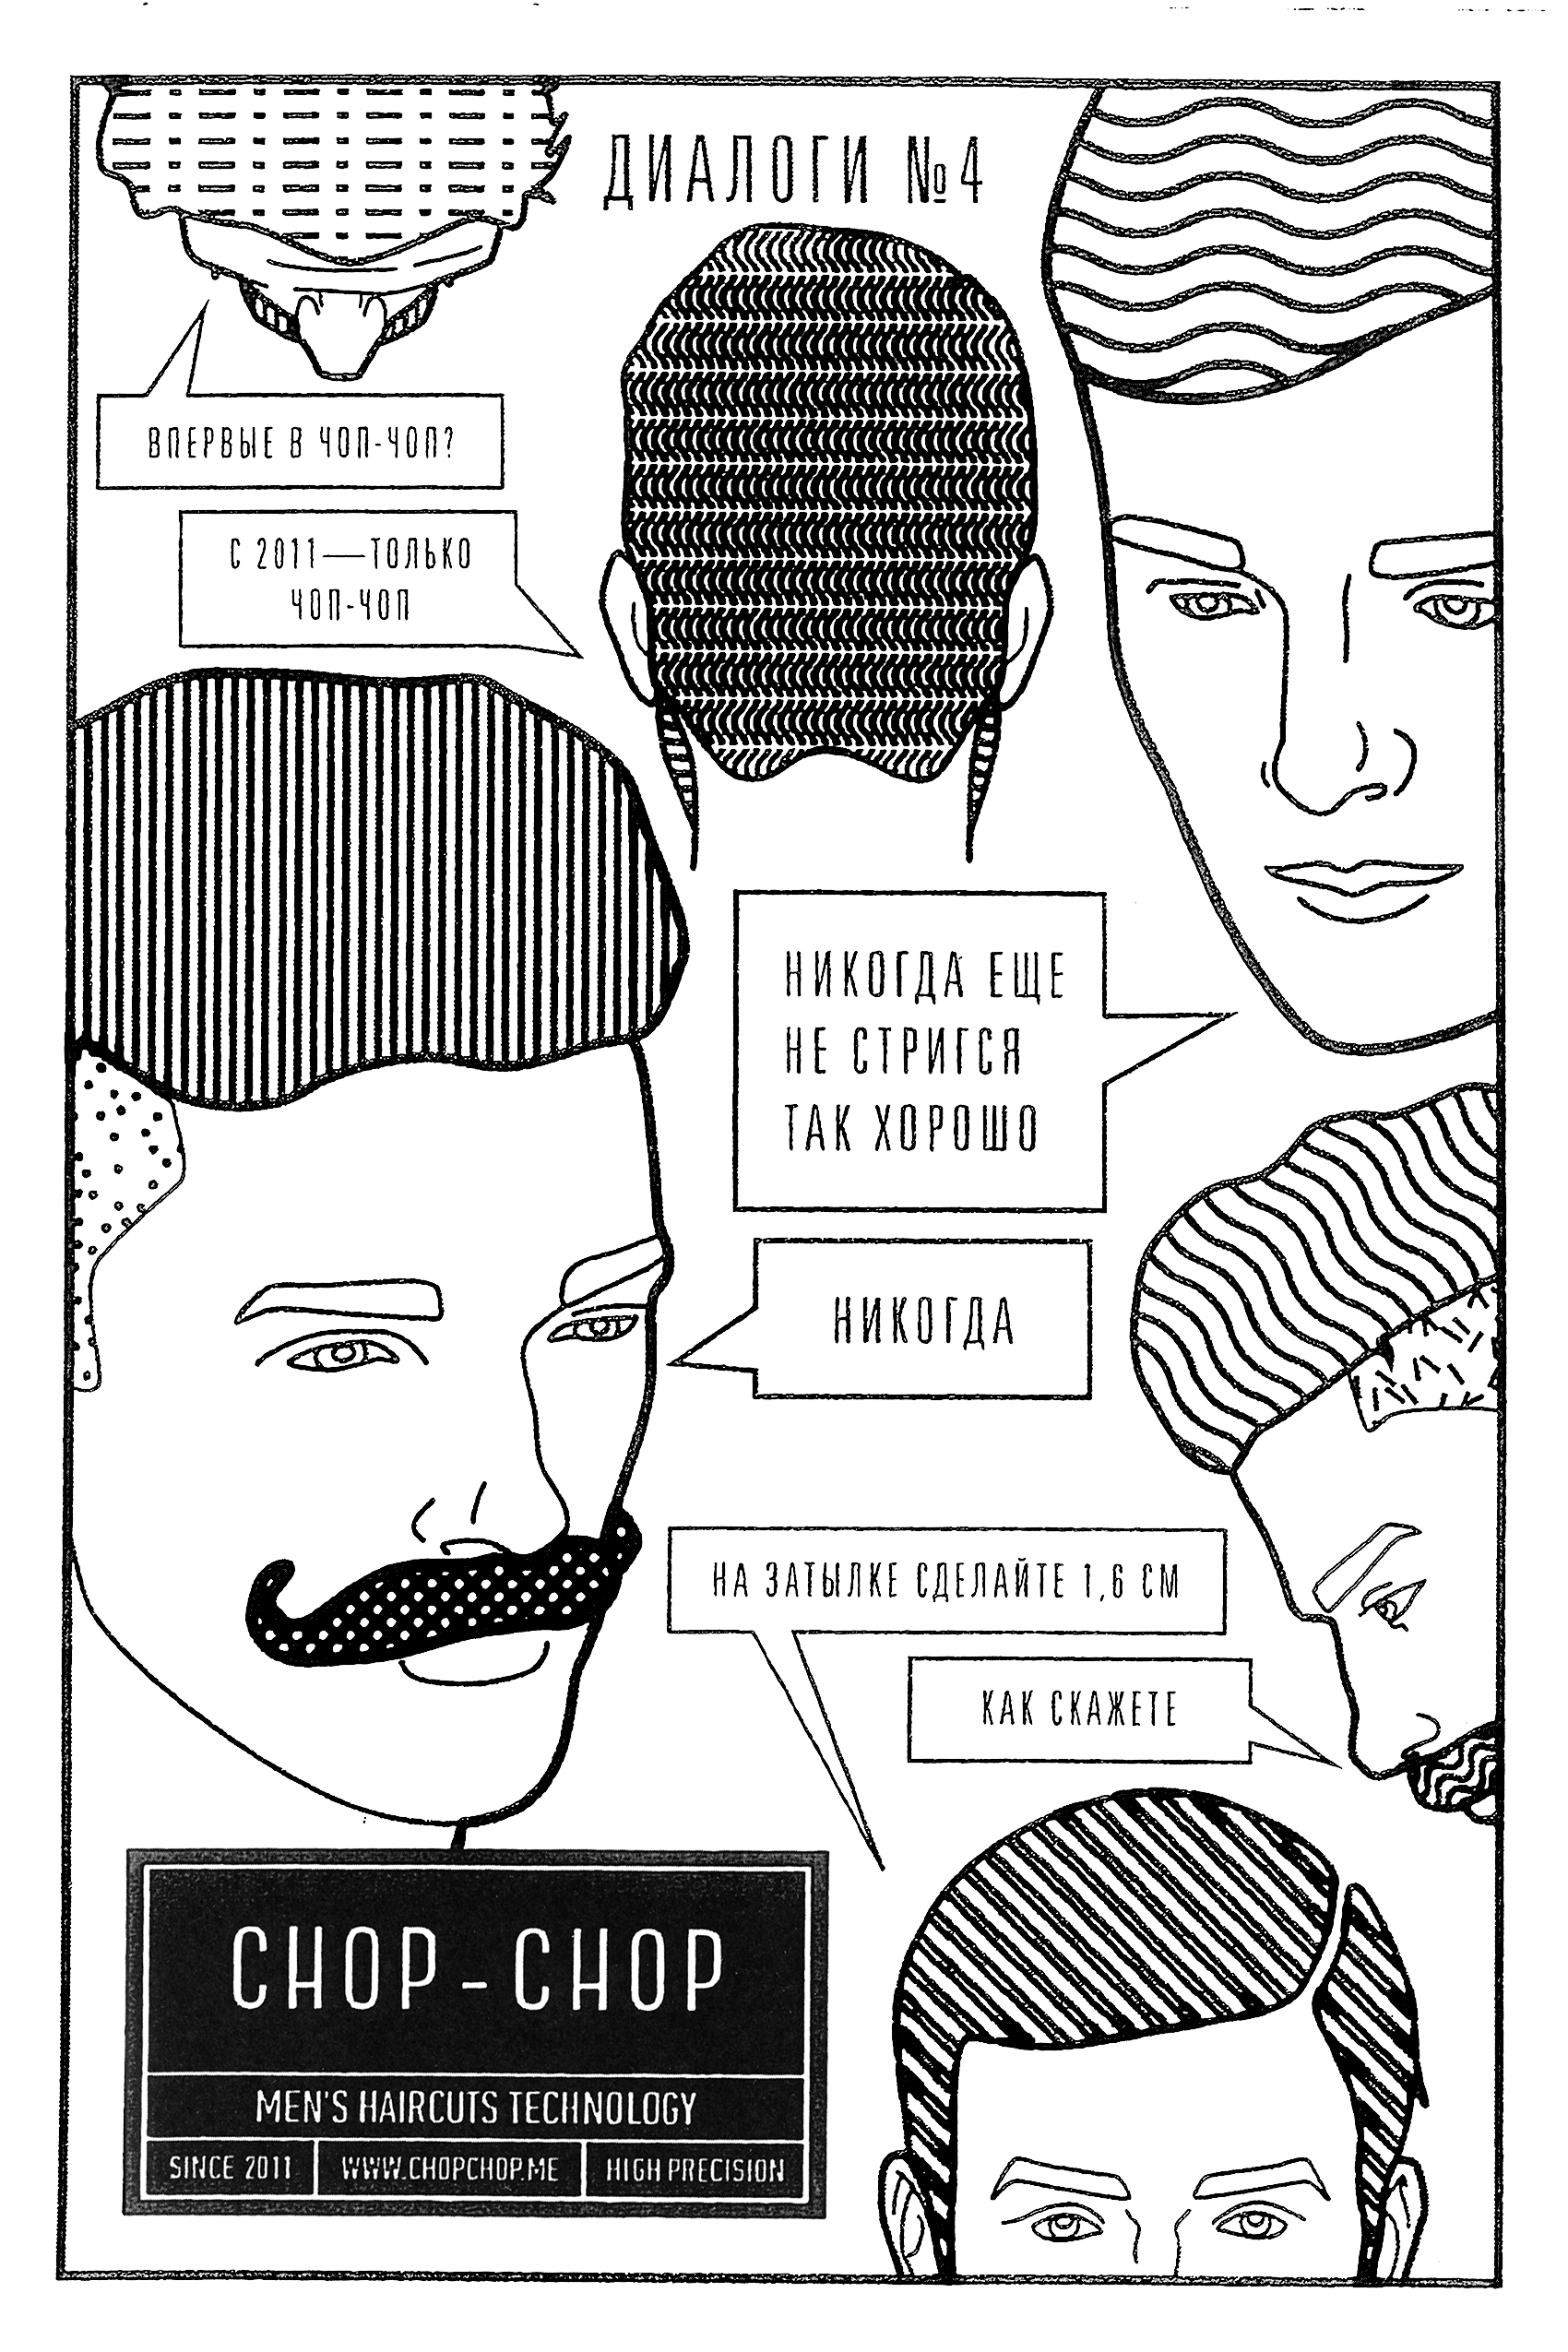 ДИАЛОГИ №4
ВПЕРВЫЕ В ЧОП-ЧОП?
С 2011—ТОЛЬКО
ЧОП-ЧОП
НИКОГДА ЕЩЕ
НЕ СТРИГСЯ
ТАК ХОРОШО
НИКОГДА
НА ЗАТЫЛКЕ СДЕЛАЙТЕ 1,6 СМ
КАК СКАЖЕТЕ
CHOP-CHOP
MEN'S HAIRCUTS TECHNOLOGY
SINCE 2011
WWW.CHOPCHOP.ME
HIGH PRECISION